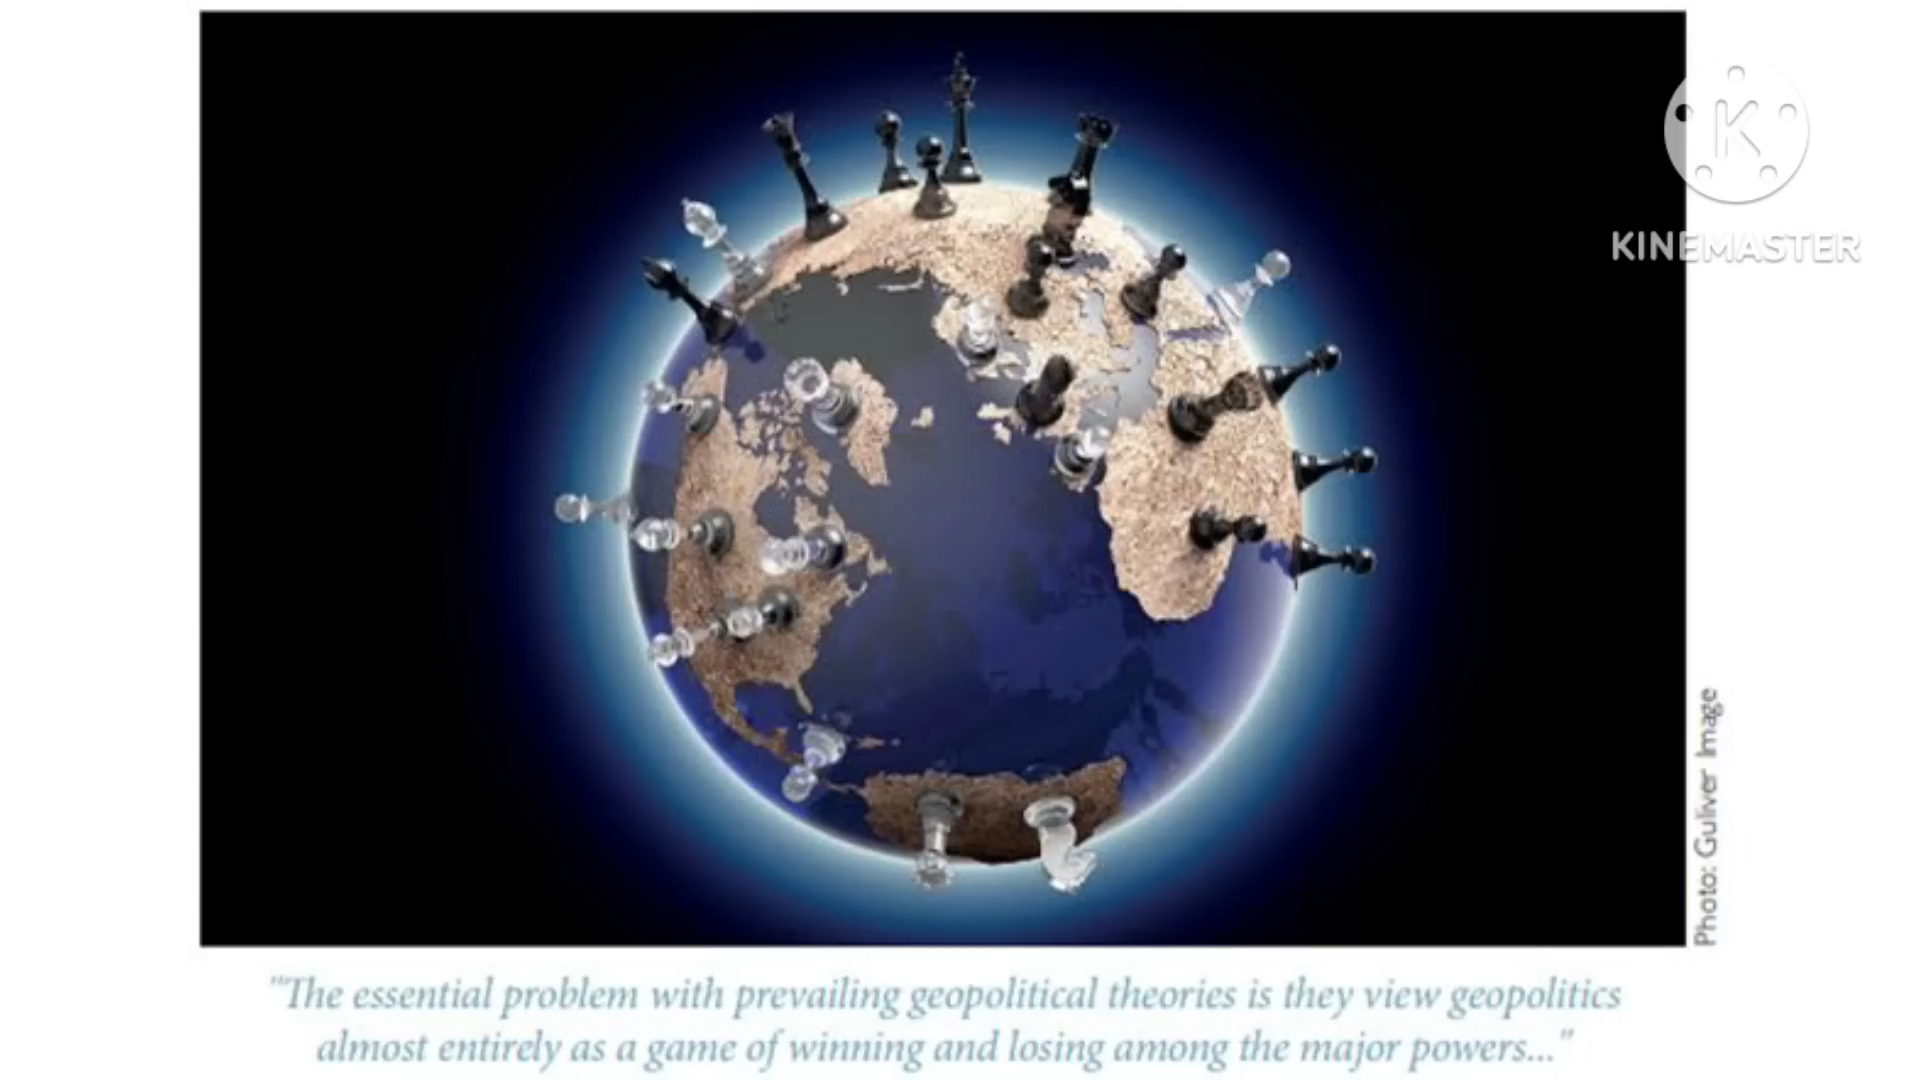 K
KINEMASTER
Photo: Guliver Image
"The essential problem with prevailing geopolitical theories is they view geopolitics
almost entirely as a game of winning and losing among the major powers..."